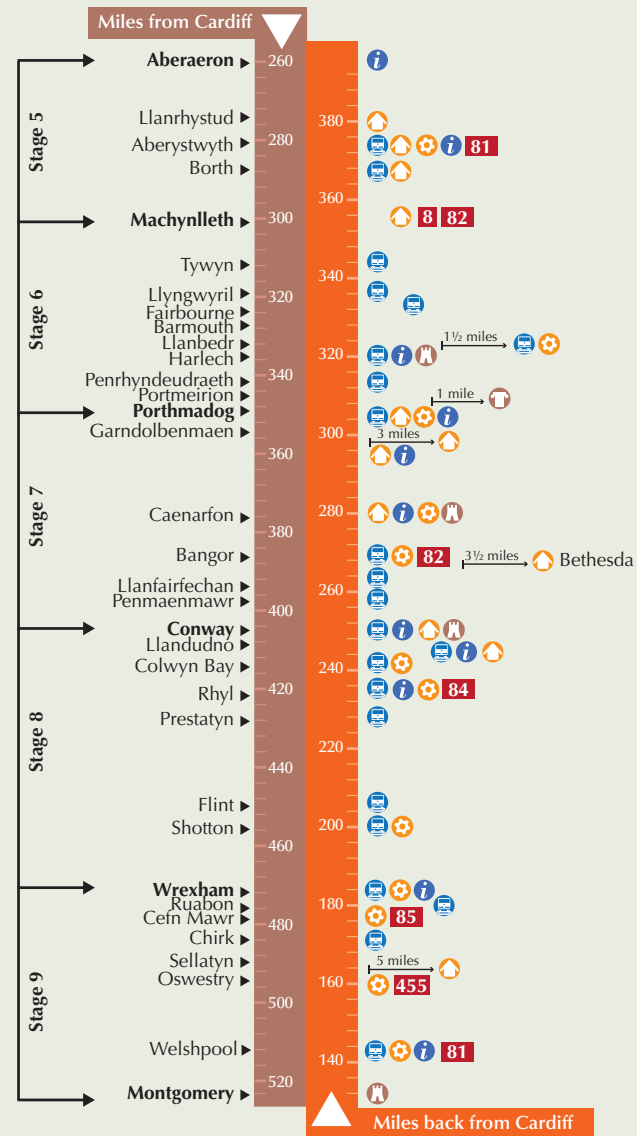 Miles from Cardiff
Aberaeron 260 i
Stage 5
380
Llanrhystud
280
Aberystwyth i 81
Borth
360
Machynlleth 300 8 82
Tywyn 340
Stage 6
Llyngwyril 320
Fairbourne
Barmouth
1½ miles
Llanbedr
Harlech 320 i
Penrhyndeudraeth 340
Portmeirion 1 mile
Porthmadog i
Garndolbenmaen 300 3 miles
360 i
Stage 7
Caenarfon 280 i
380
Bangor 82 3½ miles Bethesda
Llanfairfechan 260
Penmaenmawr 400
Conway i
Llandudno i
Colwyn Bay 240
Rhyl i 84
420
Prestatyn
Stage 8
220
440
Flint
Shotton 200
460
Wrexham i
Ruabon 180
Cefn Mawr 85
480
Chirk
Sellatyn 5 miles
Oswestry 160 455
Stage 9
500
Welshpool i 81
140
520
Montgomery
Miles back from Cardiff